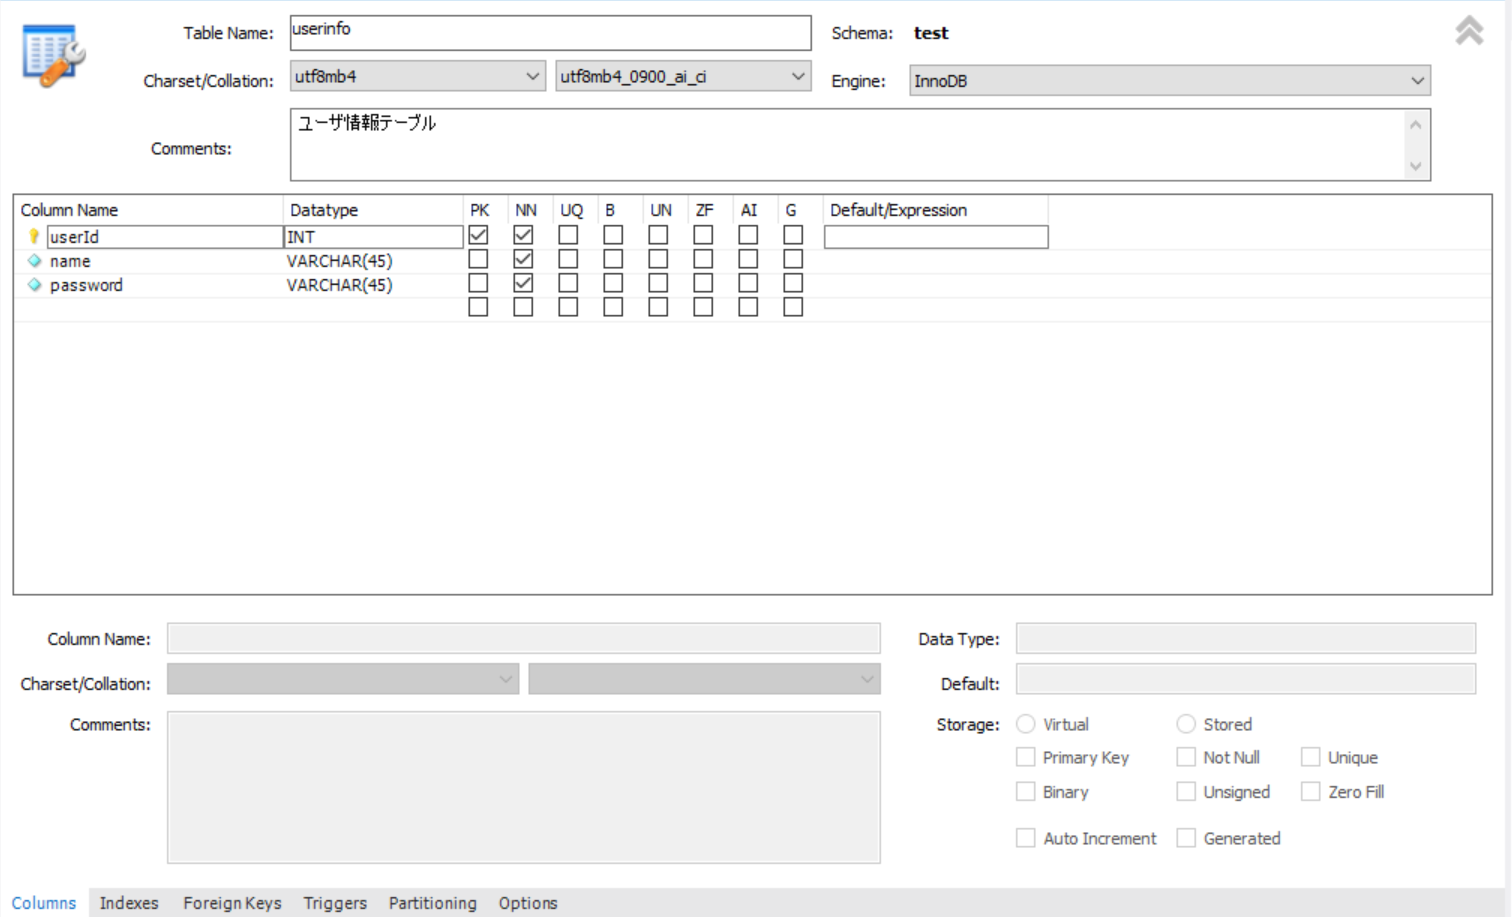 Table Name: userinfo Schema: test
Charset/Collation: utf8mb4 utf8mb4_0900_ai_ci Engine: InnoDB
Comments: ユーザ情報テーブル
Column Name Datatype PK NN UQ B UN ZF AI G Default/Expression
userId INT
name VARCHAR(45)
password VARCHAR(45)
Column Name: Data Type:
Charset/Collation: Default:
Comments: Storage: Virtual Stored
Primary Key Not Null Unique
Binary Unsigned Zero Fill
Auto Increment Generated
Columns Indexes Foreign Keys Triggers Partitioning Options